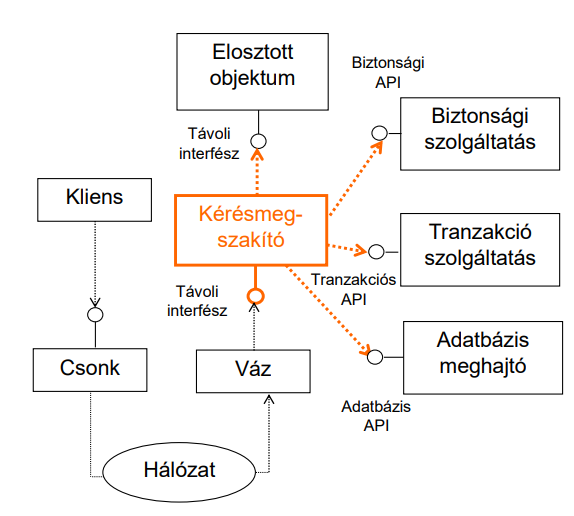 Elosztott
objektum
Biztonsági
API
Biztonsági
szolgáltatás
Távoli
interfész
Kliens
Kérésmeg-
szakító
Tranzakció
szolgáltatás
Tranzakciós
API
Távoli
interfész
Csonk
Váz
Adatbázis
meghajtó
Adatbázis
API
Hálózat